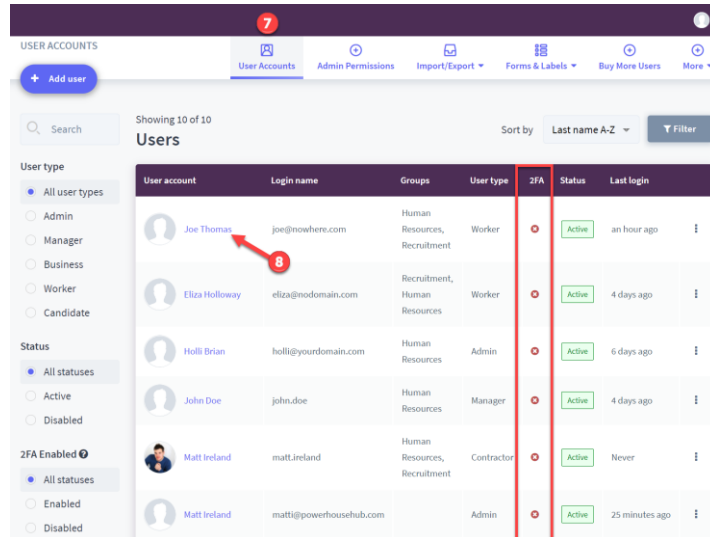 7
USER ACCOUNTS
+ Add user
User Accounts
Admin Permissions
Import/Export
Forms & Labels
Buy More Users
More
Search
Showing 10 of 10
Users
Sort by
Last name A-Z
Filter
User type
All user types
Admin
Manager
Business
Worker
Candidate
Status
All statuses
Active
Disabled
2FA Enabled ?
All statuses
Enabled
Disabled
User account Login name Groups User type 2FA Status Last login
Joe Thomas joe@nowhere.com Human
Resources,
Recruitment Worker Active an hour ago
8
Eliza Holloway eliza@nodomain.com Recruitment,
Human
Resources Worker Active 4 days ago
Holli Brian holli@yourdomain.com Human
Resources Admin Active 6 days ago
John Doe john.doe Human
Resources Manager Active 4 days ago
Matt Ireland matt.ireland Human
Resources,
Recruitment Contractor Active Never
Matt Ireland matti@powerhousehub.com Admin Active 25 minutes ago